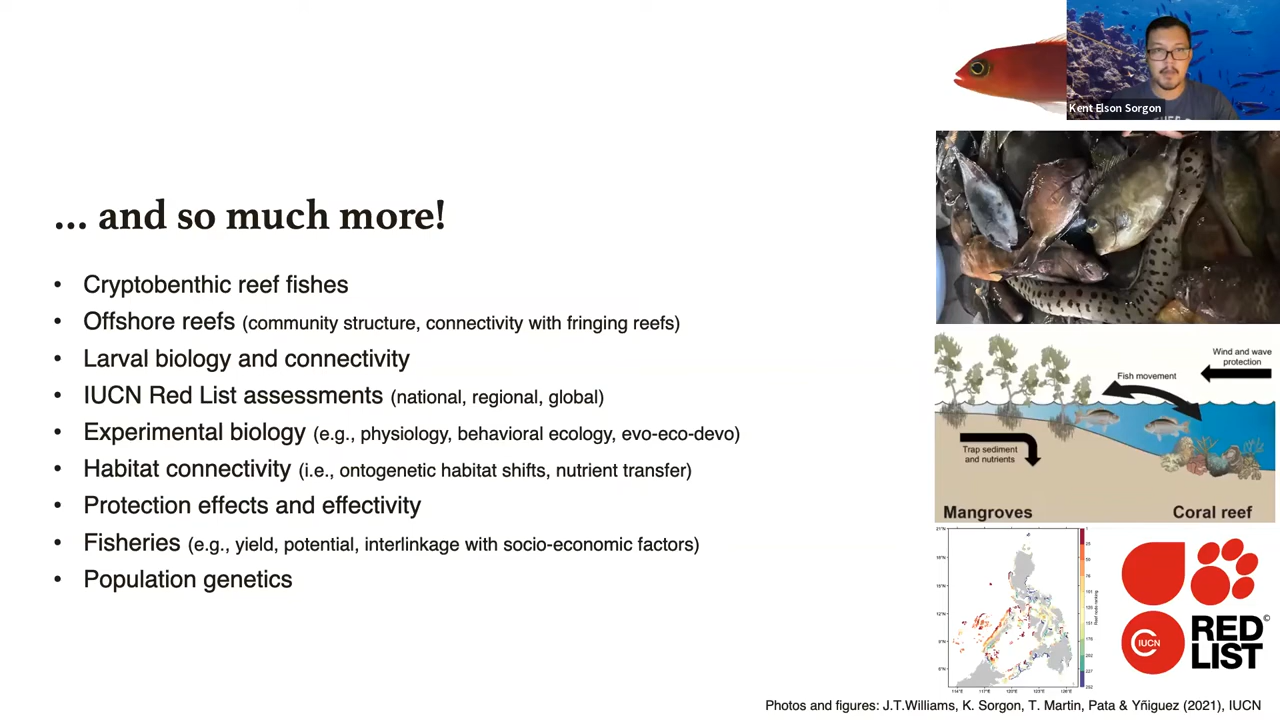 Kent Elson Sorgon
... and so much more!
• Cryptobenthic reef fishes
• Offshore reefs (community structure, connectivity with fringing reefs)
• Larval biology and connectivity
• IUCN Red List assessments (national, regional, global)
• Experimental biology (e.g., physiology, behavioral ecology, evo-eco-devo)
• Habitat connectivity (i.e., ontogenetic habitat shifts, nutrient transfer)
• Protection effects and effectivity
• Fisheries (e.g., yield, potential, interlinkage with socio-economic factors)
• Population genetics
Wind and wave
protection
Fish movement
Trap sediment
and nutrients
Mangroves
Coral reef
IUCN
RED
LIST
©
Photos and figures: J.T.Williams, K. Sorgon, T. Martin, Pata & Yñiguez (2021), IUCN